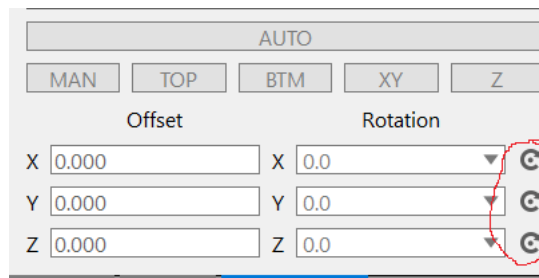 AUTO
MAN TOP BTM XY Z
Offset Rotation
X 0.000 X 0.0
Y 0.000 Y 0.0
Z 0.000 Z 0.0